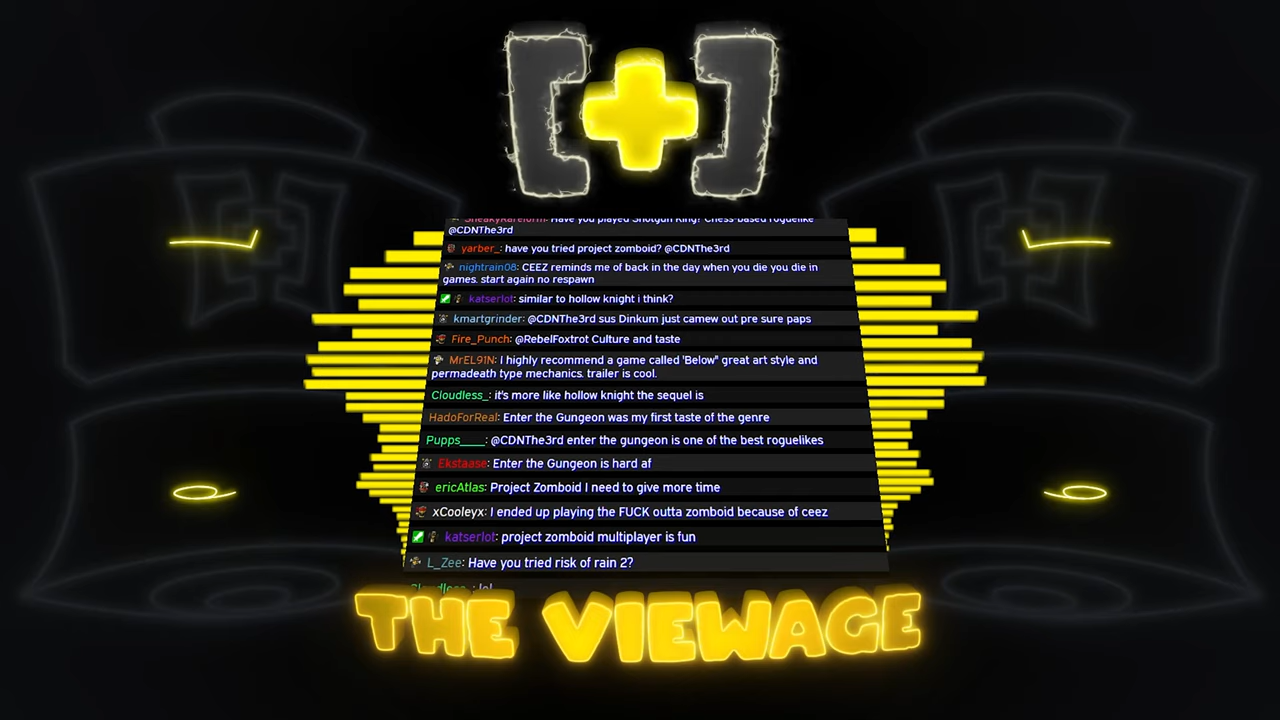 SneakyRareform: Have you played Shotgun King? Chess-based roguelike
@CDNThe3rd
yarber_: have you tried project zomboid? @CDNThe3rd
nightrain08: CEEZ reminds me of back in the day when you die you die in
games. start again no respawn
katserlot: similar to hollow knight i think?
kmartgrinder: @CDNThe3rd sus Dinkum just camew out pre sure paps
Fire_Punch: @RebelFoxtrot Culture and taste
MrEL91N: I highly recommend a game called 'Below" great art style and
permadeath type mechanics. trailer is cool.
Cloudless_: it's more like hollow knight the sequel is
HadoForReal: Enter the Gungeon was my first taste of the genre
Pupps____: @CDNThe3rd enter the gungeon is one of the best roguelikes
Ekstaase: Enter the Gungeon is hard af
ericAtlas: Project Zomboid I need to give more time
xCooleyx: I ended up playing the FUCK outta zomboid because of ceez
katserlot: project zomboid multiplayer is fun
L_Zee: Have you tried risk of rain 2?
Cloudless_: lol
THE VIEWAGE